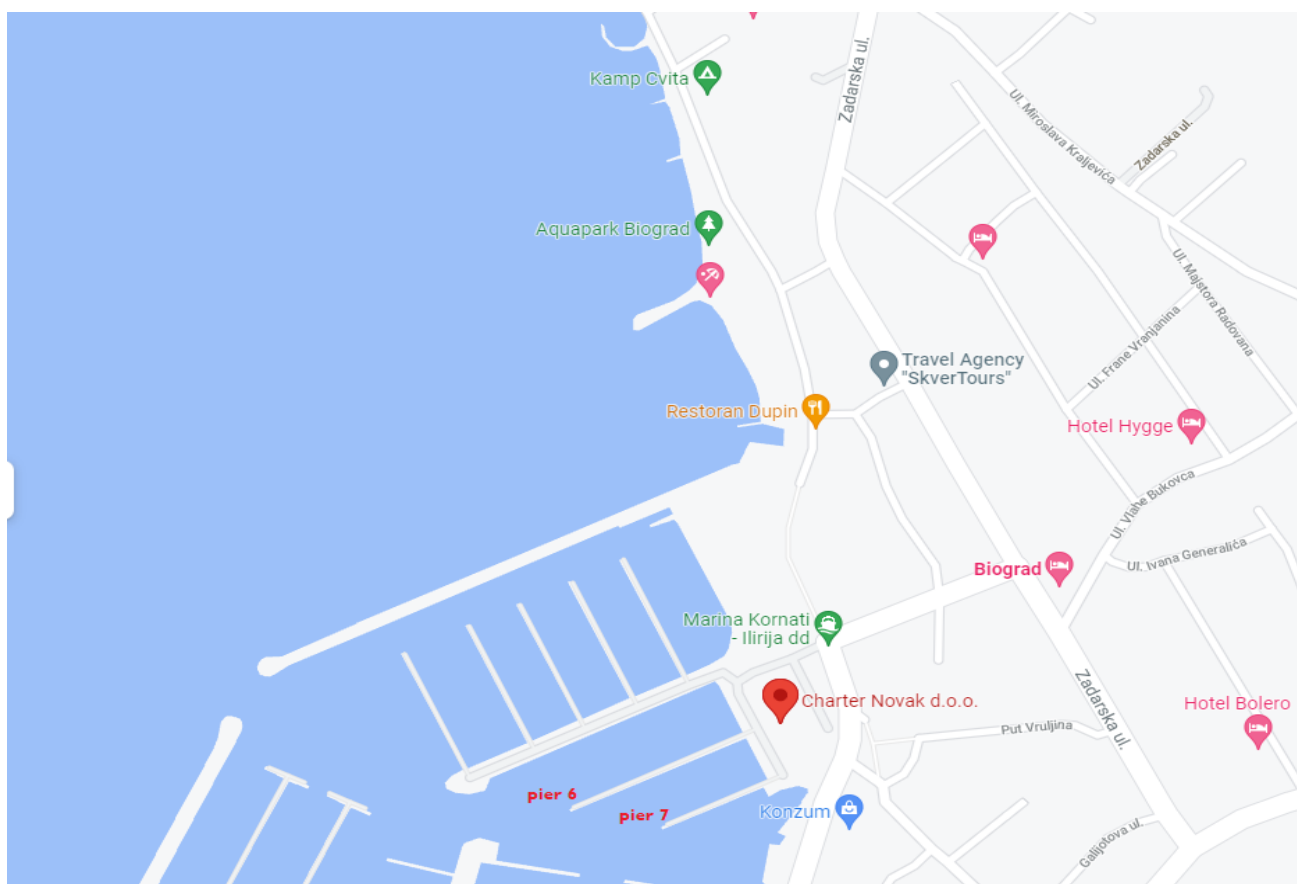 Kamp Cvita
Zadarska ul.
Ul. Miroslava Kraljevića
Zadarska ul.
Aquapark Biograd
Ul. Majstora Radovana
Ul. Frane Vranjanina
Travel Agency
"SkverTours"
Restoran Dupin
Hotel Hygge
Ul. Vlahe Bukovca
Ul. Ivana Generalića
Biograd
Marina Kornati
- Ilirija dd
Charter Novak d.o.o.
Zadarska ul.
Hotel Bolero
Put Vruljina
pier 6
pier 7
Konzum
Galijotova ul.